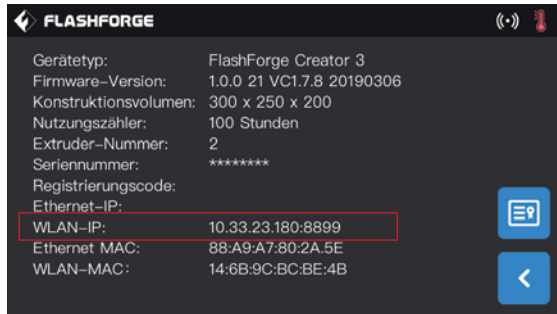 FLASHFORGE
Gerätetyp: FlashForge Creator 3
Firmware-Version: 1.0.0 21 VC1.7.8 20190306
Konstruktionsvolumen: 300 x 250 x 200
Nutzungszähler: 100 Stunden
Extruder-Nummer: 2
Seriennummer: ********
Registrierungscode:
Ethernet-IP:
WLAN-IP: 10.33.23.180:8899
Ethernet MAC: 88:A9:A7:80:2A.5E
WLAN-MAC: 14:6B:9C:BC:BE:4B